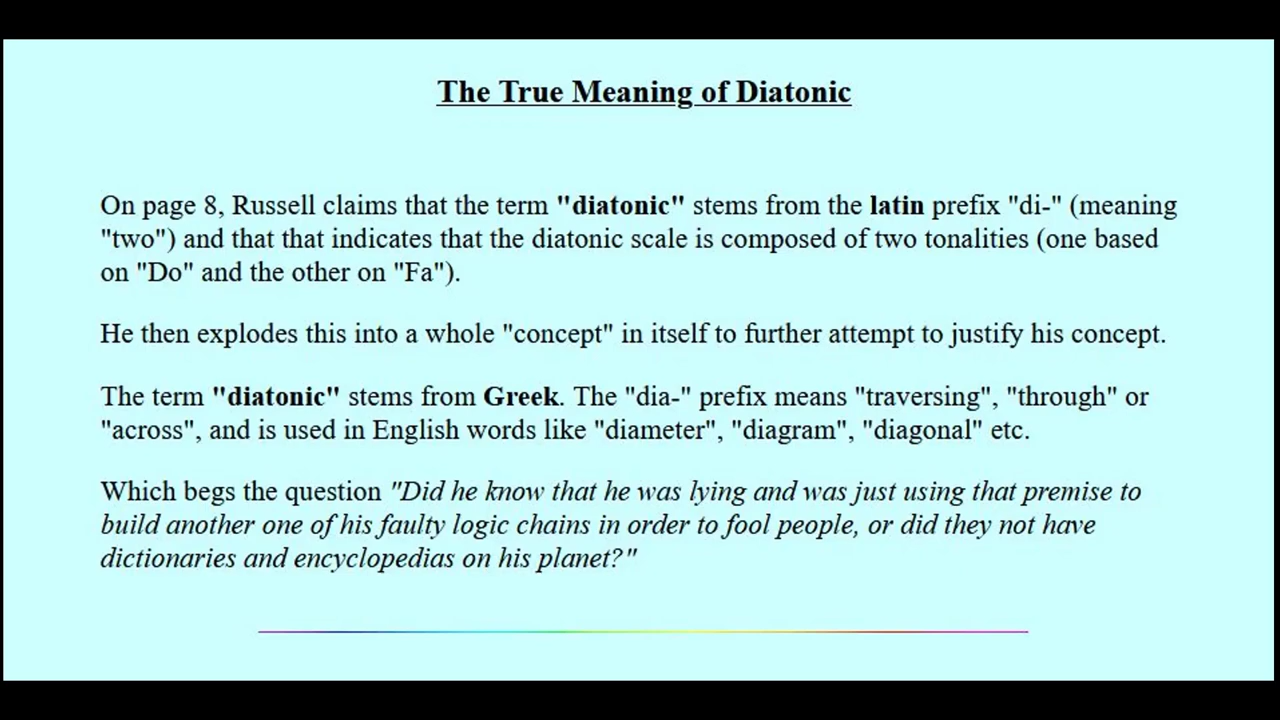 The True Meaning of Diatonic
On page 8, Russell claims that the term "diatonic" stems from the latin prefix "di-" (meaning
"two") and that that indicates that the diatonic scale is composed of two tonalities (one based
on "Do" and the other on "Fa").
He then explodes this into a whole "concept" in itself to further attempt to justify his concept.
The term "diatonic" stems from Greek. The "dia-" prefix means "traversing", "through" or
"across", and is used in English words like "diameter", "diagram", "diagonal" etc.
Which begs the question "Did he know that he was lying and was just using that premise to
build another one of his faulty logic chains in order to fool people, or did they not have
dictionaries and encyclopedias on his planet?"